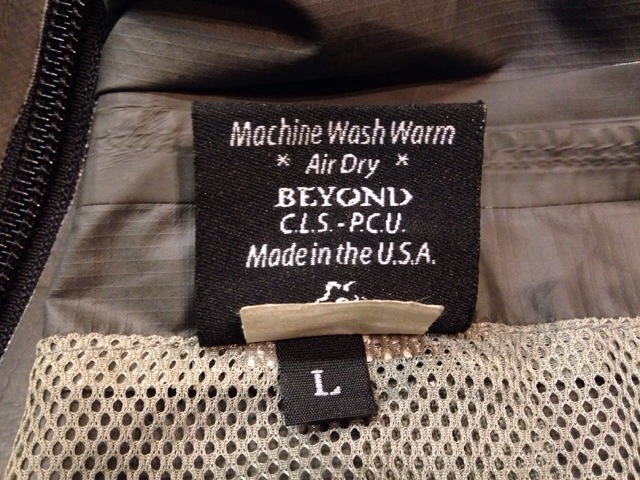 Machine Wash Warm
* Air Dry *
BEYOND
C.L.S. - P.C.U.
Made in the U.S.A.
L